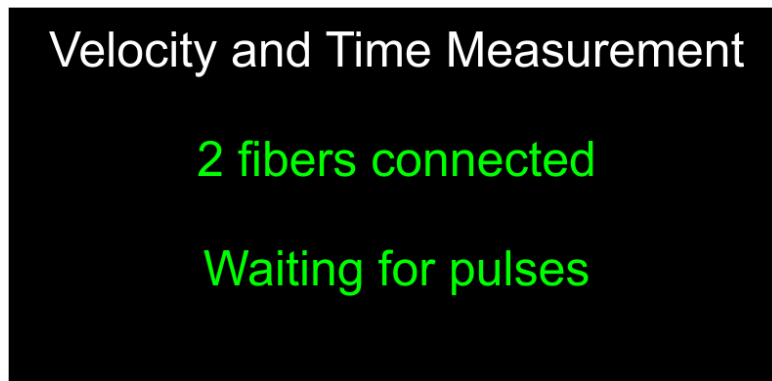 Velocity and Time Measurement
2 fibers connected
Waiting for pulses